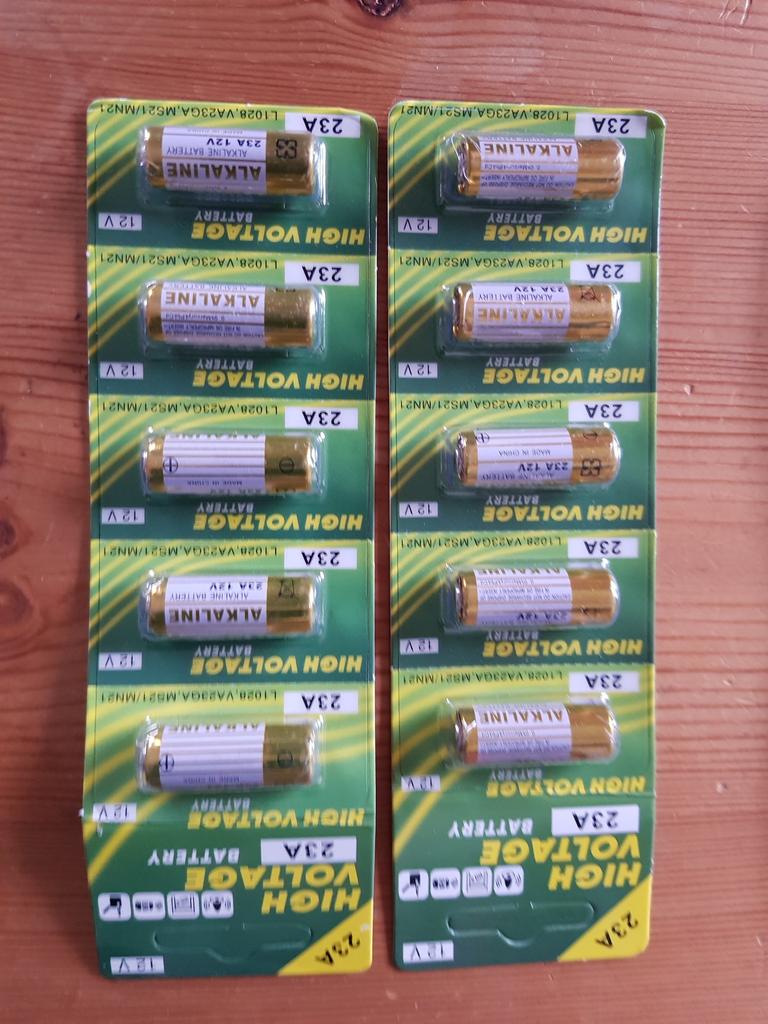 23A
12 V
HIGH
VOLTAGE
BATTERY
23A
HIGH VOLTAGE
BATTERY
12 V
ALKALINE
23A
L1028,VA23GA,MS21/MN21
HIGH VOLTAGE
BATTERY
12 V
23A 12V
23A
L1028,VA23GA,MS21/MN21
HIGH VOLTAGE
BATTERY
12 V
ALKALINE BATTERY
23A 12V
MADE IN CHINA
23A
L1028,VA23GA,MS21/MN21
HIGH VOLTAGE
BATTERY
12 V
ALKALINE
ALKALINE BATTERY
23A 12V
23A
L1028,VA23GA,MS21/MN21
HIGH VOLTAGE
BATTERY
12 V
ALKALINE
23A
L1028,VA23GA,MS21/MN21
23A
12 V
HIGH
VOLTAGE
BATTERY
23A
HIGH VOLTAGE
BATTERY
12 V
MADE IN CHINA
23A
L1028,VA23GA,MS21/MN21
HIGH VOLTAGE
BATTERY
12 V
ALKALINE
ALKALINE BATTERY
23A 12V
23A
L1028,VA23GA,MS21/MN21
HIGH VOLTAGE
BATTERY
12 V
MADE IN CHINA
23A
L1028,VA23GA,MS21/MN21
HIGH VOLTAGE
BATTERY
12 V
ALKALINE
23A
L1028,VA23GA,MS21/MN21
HIGH VOLTAGE
BATTERY
12 V
ALKALINE
ALKALINE BATTERY
23A 12V
23A
L1028,VA23GA,MS21/MN21